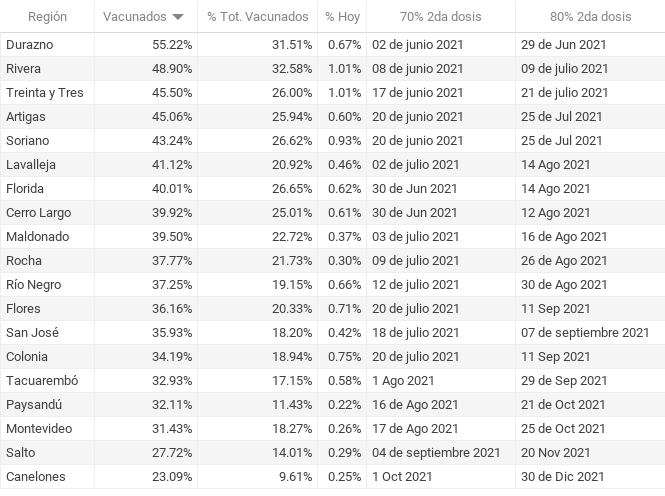 Región Vacunados % Tot. Vacunados % Hoy 70% 2da dosis 80% 2da dosis
Durazno 55.22% 31.51% 0.67% 02 de junio 2021 29 de Jun 2021
Rivera 48.90% 32.58% 1.01% 08 de junio 2021 09 de julio 2021
Treinta y Tres 45.50% 26.00% 1.01% 17 de junio 2021 21 de julio 2021
Artigas 45.06% 25.94% 0.60% 20 de junio 2021 25 de Jul 2021
Soriano 43.24% 26.62% 0.93% 20 de junio 2021 25 de Jul 2021
Lavalleja 41.12% 20.92% 0.46% 02 de julio 2021 14 Ago 2021
Florida 40.01% 26.65% 0.62% 30 de Jun 2021 14 Ago 2021
Cerro Largo 39.92% 25.01% 0.61% 30 de Jun 2021 12 Ago 2021
Maldonado 39.50% 22.72% 0.37% 03 de julio 2021 16 de Ago 2021
Rocha 37.77% 21.73% 0.30% 09 de julio 2021 26 de Ago 2021
Río Negro 37.25% 19.15% 0.66% 12 de julio 2021 30 de Ago 2021
Flores 36.16% 20.33% 0.71% 20 de julio 2021 11 Sep 2021
San José 35.93% 18.20% 0.42% 18 de julio 2021 07 de septiembre 2021
Colonia 34.19% 18.94% 0.75% 20 de julio 2021 11 Sep 2021
Tacuarembó 32.93% 17.15% 0.58% 1 Ago 2021 29 de Sep 2021
Paysandú 32.11% 11.43% 0.22% 16 de Ago 2021 21 de Oct 2021
Montevideo 31.43% 18.27% 0.26% 17 de Ago 2021 25 de Oct 2021
Salto 27.72% 14.01% 0.29% 04 de septiembre 2021 20 Nov 2021
Canelones 23.09% 9.61% 0.25% 1 Oct 2021 30 de Dic 2021